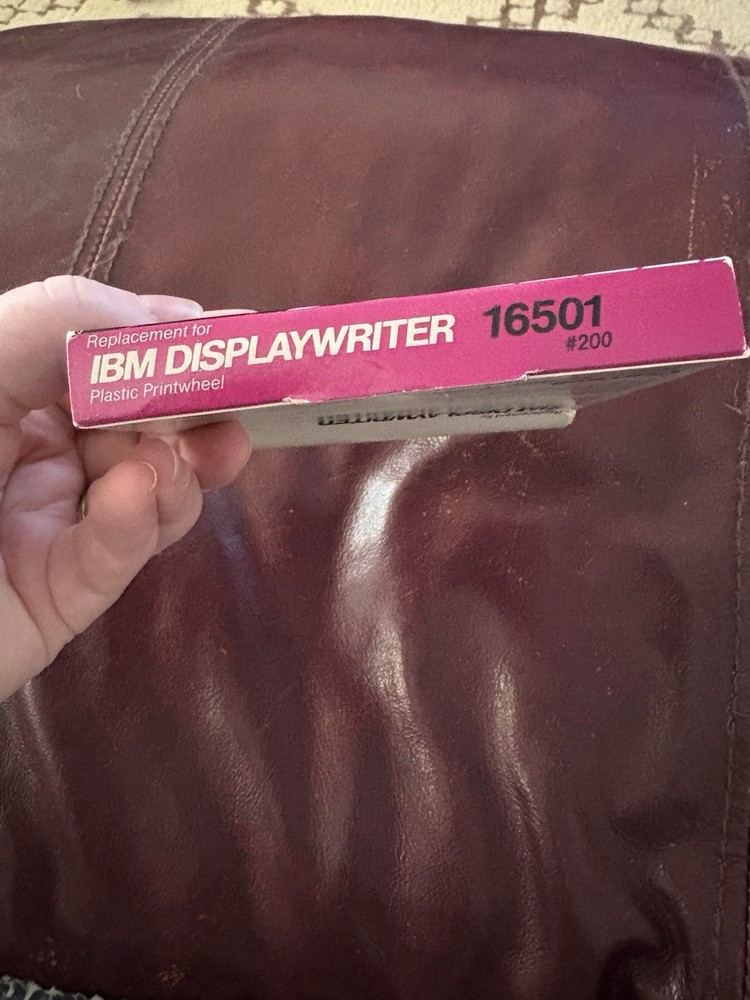 Replacement for
IBM DISPLAYWRITER
Plastic Printwheel
16501
#200